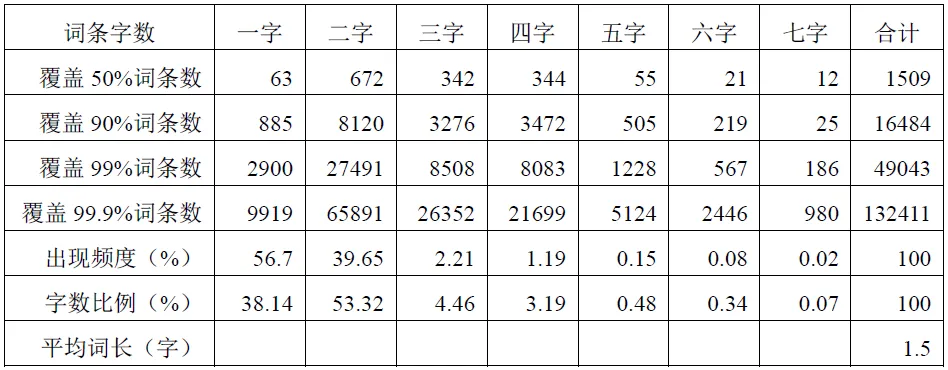 词条字数 一字 二字 三字 四字 五字 六字 七字 合计
覆盖 50%词条数 63 672 342 344 55 21 12 1509
覆盖 90%词条数 885 8120 3276 3472 505 219 25 16484
覆盖 99%词条数 2900 27491 8508 8083 1228 567 186 49043
覆盖 99.9%词条数 9919 65891 26352 21699 5124 2446 980 132411
出现频度（%） 56.7 39.65 2.21 1.19 0.15 0.08 0.02 100
字数比例（%） 38.14 53.32 4.46 3.19 0.48 0.34 0.07 100
平均词长（字） 1.5